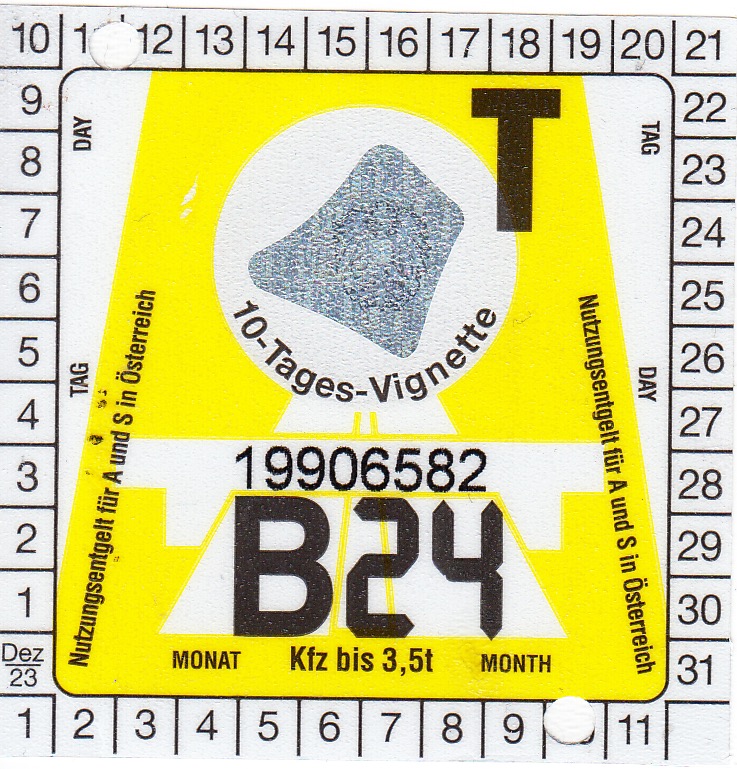 10 1 12 13 14 15 16 17 18 19 20 21
9
8
7
6
5
4
3
2
1
Dez
23
DAY
TAG
Nutzungsentgelt für A und S in Österreich
T
10-Tages-Vignette
19906582
B24
MONAT Kfz bis 3,5t MONTH
TAG
DAY
Nutzungsentgelt für A und S in Österreich
22
23
24
25
26
27
28
29
30
31
1 2 3 4 5 6 7 8 9 11